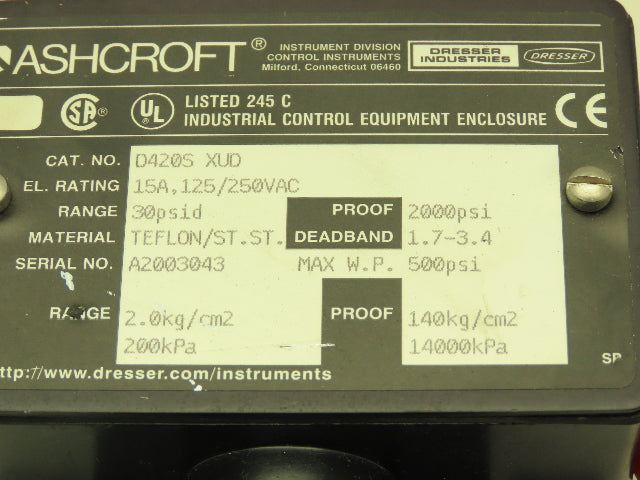 ASHCROFT®
INSTRUMENT DIVISION
CONTROL INSTRUMENTS
Milford, Connecticut 06460
DRESSER
INDUSTRIES
DRESSER
SA®
UL®
LISTED 245 C
INDUSTRIAL CONTROL EQUIPMENT ENCLOSURE
CE
CAT. NO. D420S XUD
EL. RATING 15A,125/250VAC
RANGE 30psid PROOF 2000psi
MATERIAL TEFLON/ST.ST. DEADBAND 1.7-3.4
SERIAL NO. A2003043 MAX W.P. 500psi
RANGE 2.0kg/cm2 PROOF 140kg/cm2
200kPa 14000kPa
SP
http://www.dresser.com/instruments